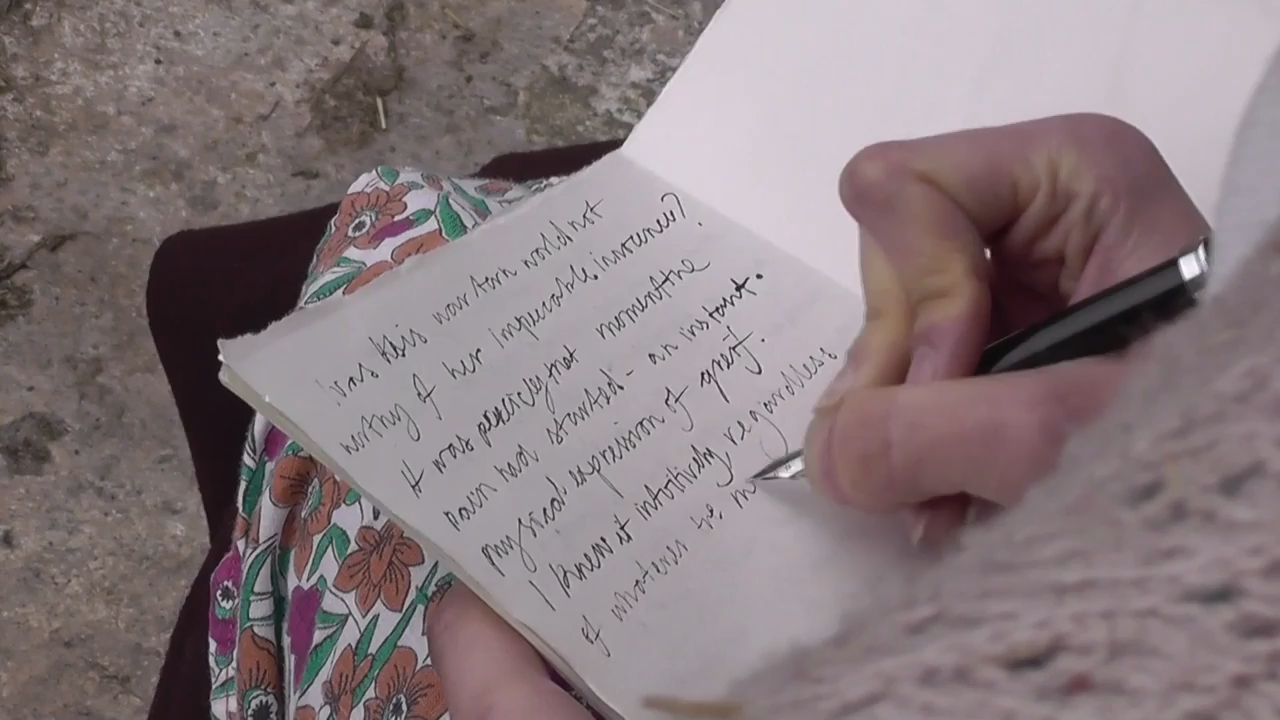 was this war torn world not
worthy of her impeccable innocence?
It was precisely that moment the
pain had started - an instant.
physical expression of grief.
I knew it intuitively regardless
of whatever he m